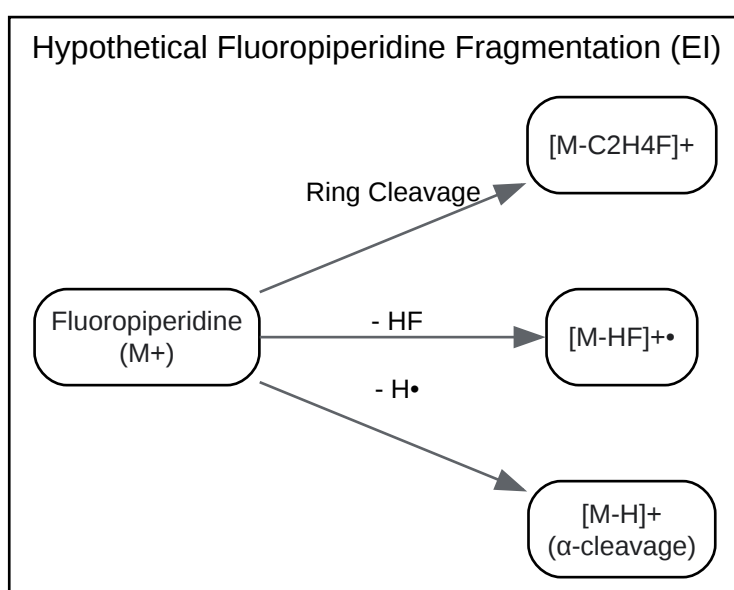 Hypothetical Fluoropiperidine Fragmentation (EI)
[M-C2H4F]+
Ring Cleavage
Fluoropiperidine
(M+)
- HF
[M-HF]+•
- H•
[M-H]+
(α-cleavage)